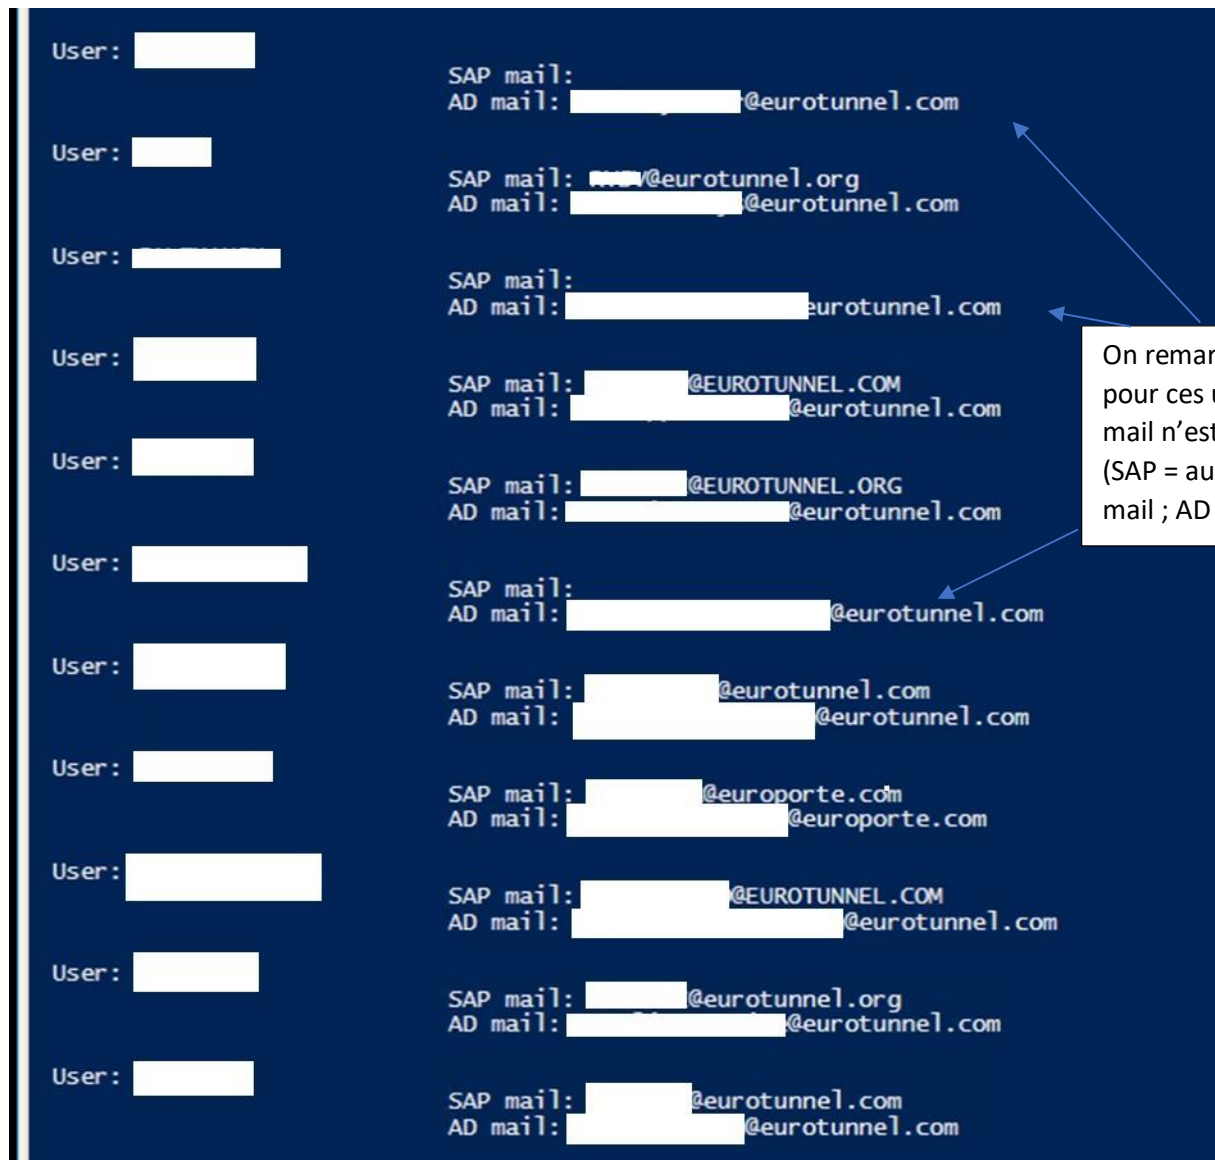 User:
SAP mail:
AD mail: @eurotunnel.com
User:
SAP mail: @eurotunnel.org
AD mail: @eurotunnel.com
User:
SAP mail:
AD mail: eurotunnel.com
User:
SAP mail: @EUROTUNNEL.COM
AD mail: @eurotunnel.com
User:
SAP mail: @EUROTUNNEL.ORG
AD mail: @eurotunnel.com
User:
SAP mail:
AD mail: @eurotunnel.com
User:
SAP mail: @eurotunnel.com
AD mail: @eurotunnel.com
User:
SAP mail: @europorte.com
AD mail: @europorte.com
User:
SAP mail: @EUROTUNNEL.COM
AD mail: @eurotunnel.com
User:
SAP mail: @eurotunnel.org
AD mail: @eurotunnel.com
User:
SAP mail: @eurotunnel.com
AD mail: @eurotunnel.com
On remar
pour ces
mail n’est
(SAP = au
mail ; AD